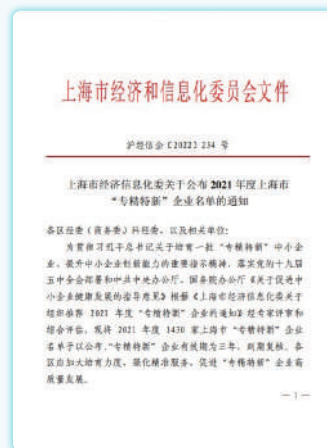 上海市经济和信息化委员会文件
沪经信企〔2022〕234 号
上海市经济信息化委关于公布 2021 年度上海市
“专精特新”企业名单的通知
各区经委（商务委）科经委、以及相关单位：
为贯彻习近平总书记关于培育一批“专精特新”中小企
业、提升中小企业创新能力的重要指示精神，落实党的十九届
五中全会部署和中共中央办公厅、国务院办公厅《关于促进中
小企业健康发展的指导意见》根据《上海市经济信息化委关于
组织推荐 2021 年度“专精特新”企业的通知》经专家评审和
综合评估，现将 2021 年度 1430 家上海市“专精特新”企业
名单予以公布。“专精特新”企业有效期为三年，到期复核。各
区应加大培育力度、强化精准服务、促进“专精特新”企业高
质量发展。
— 1 —